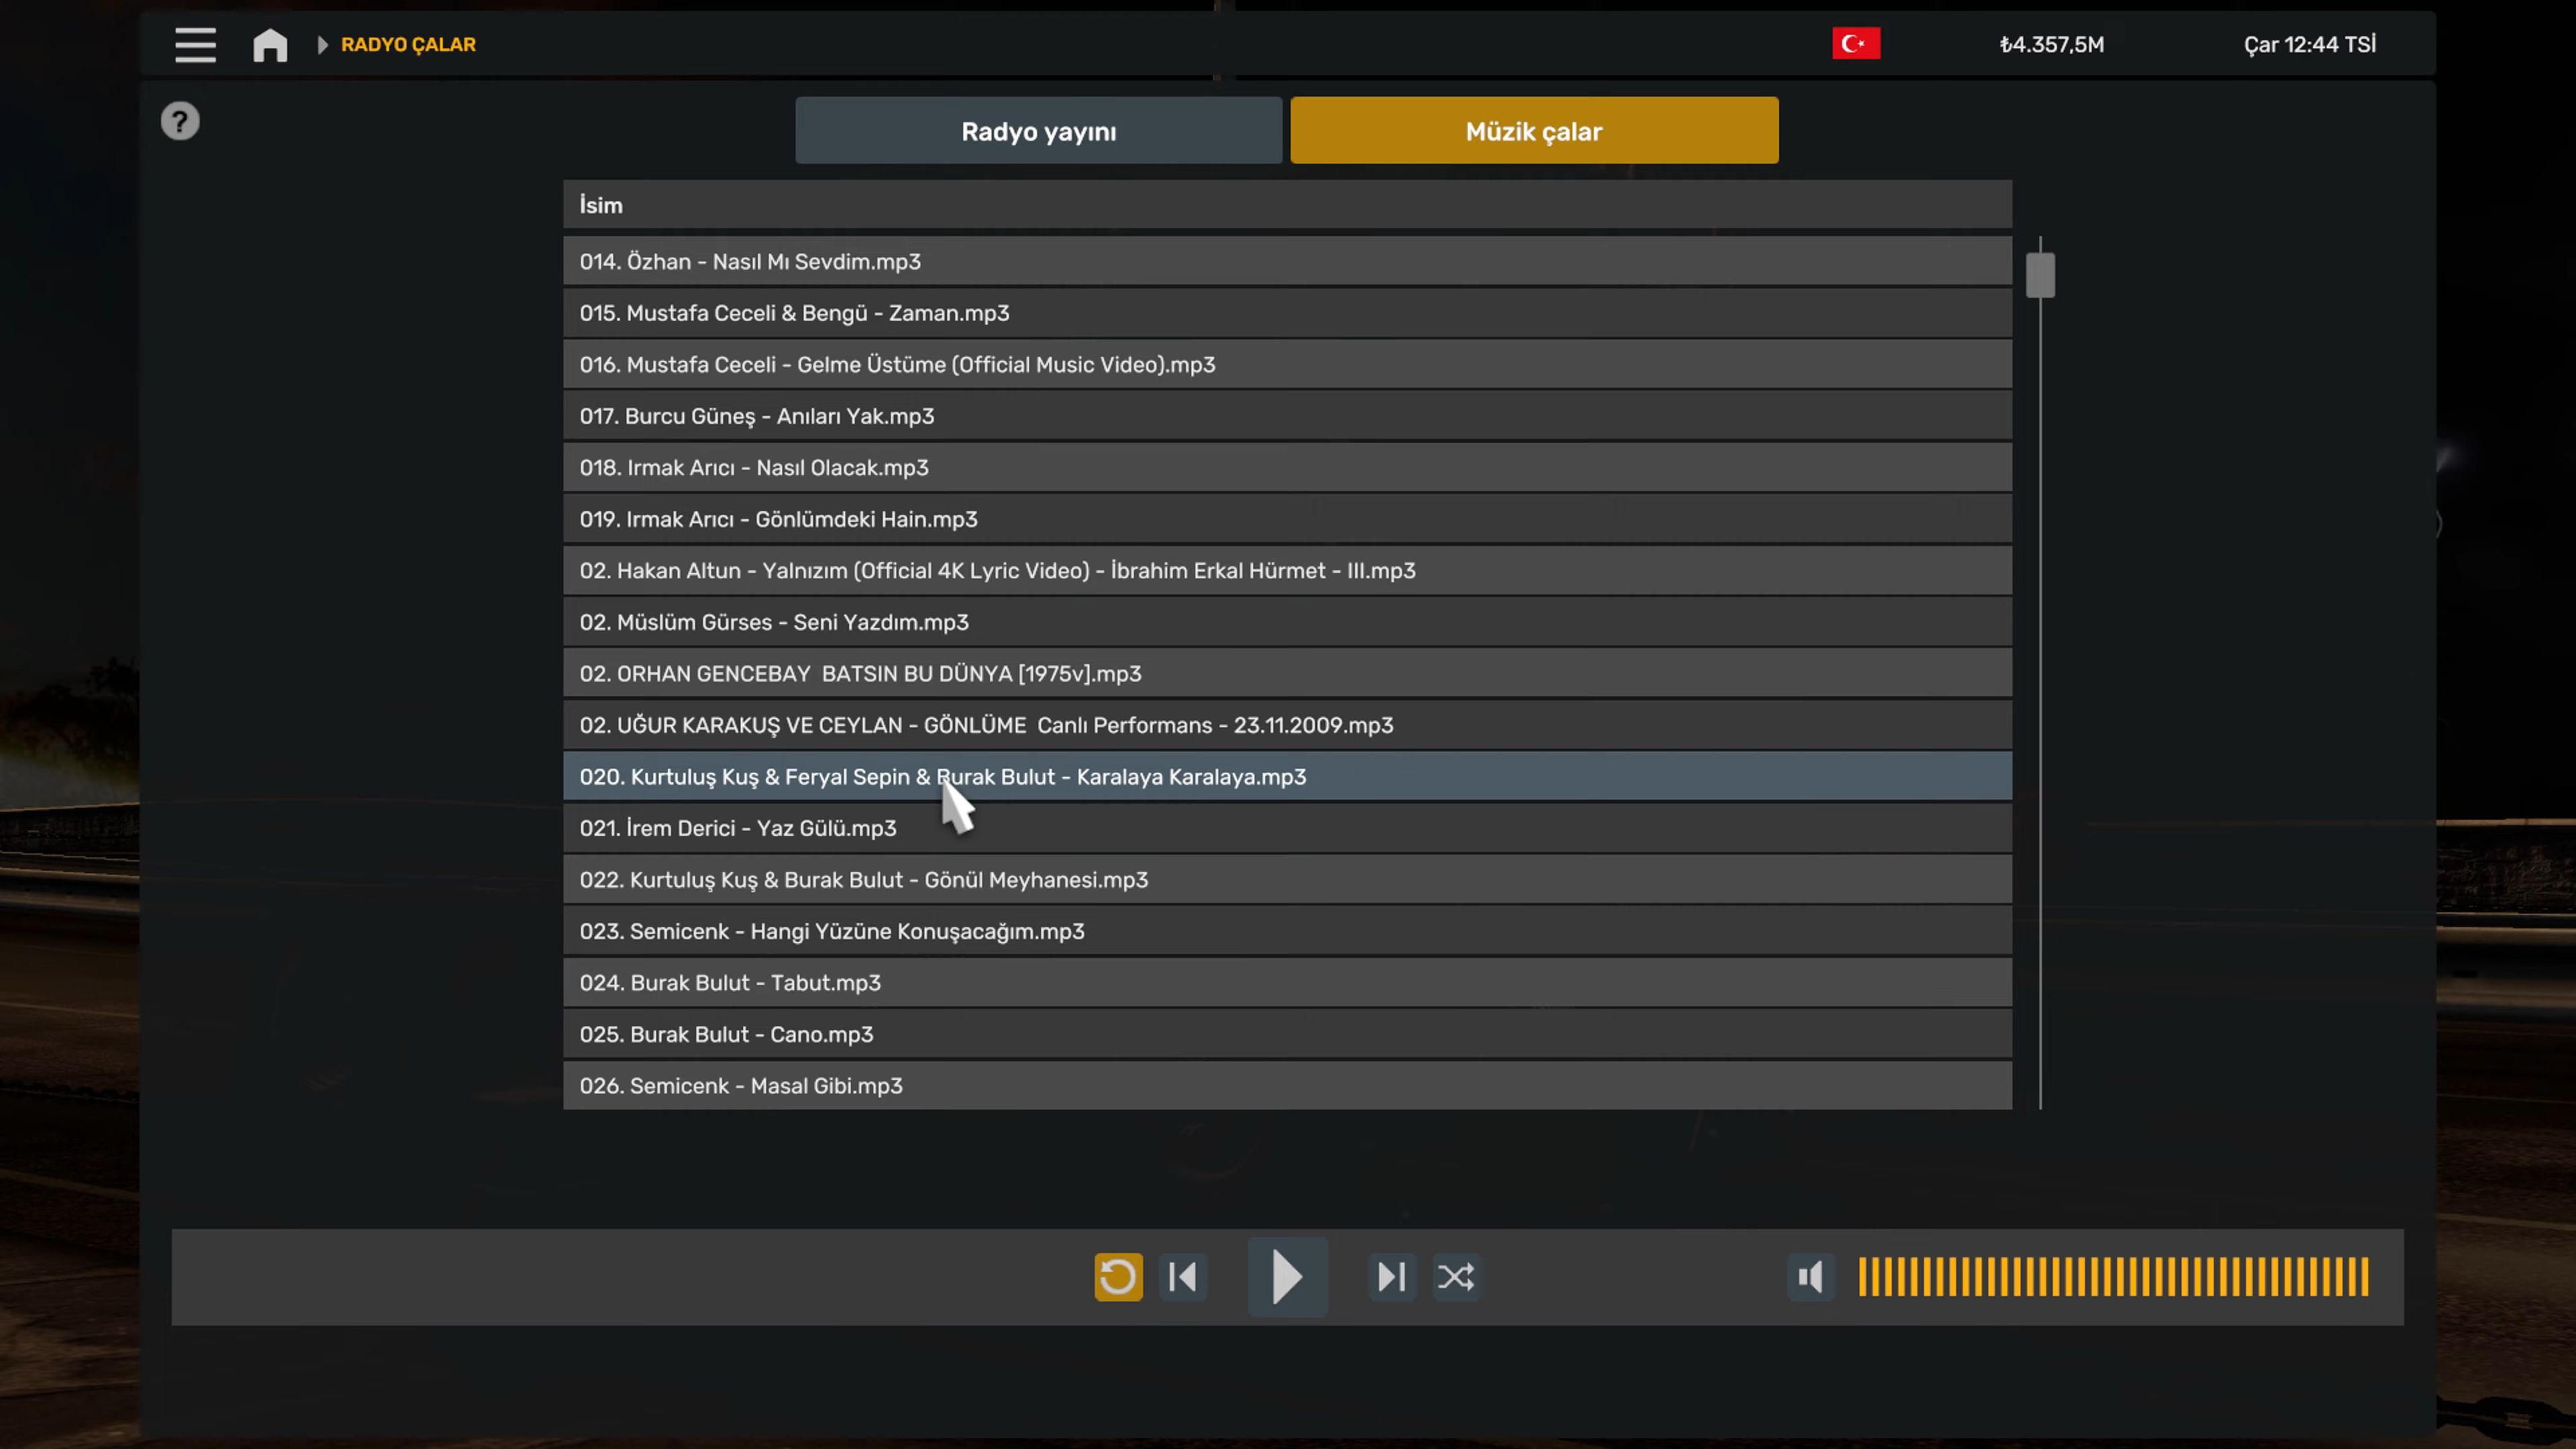 RADYO ÇALAR
₺4.357,5M
Çar 12:44 TSİ
?
Radyo yayını
Müzik çalar
İsim
014. Özhan - Nasıl Mı Sevdim.mp3
015. Mustafa Ceceli & Bengü - Zaman.mp3
016. Mustafa Ceceli - Gelme Üstüme (Official Music Video).mp3
017. Burcu Güneş - Anıları Yak.mp3
018. Irmak Arıcı - Nasıl Olacak.mp3
019. Irmak Arıcı - Gönlümdeki Hain.mp3
02. Hakan Altun - Yalnızım (Official 4K Lyric Video) - İbrahim Erkal Hürmet - III.mp3
02. Müslüm Gürses - Seni Yazdım.mp3
02. ORHAN GENCEBAY  BATSIN BU DÜNYA [1975v].mp3
02. UĞUR KARAKUŞ VE CEYLAN - GÖNLÜME  Canlı Performans - 23.11.2009.mp3
020. Kurtuluş Kuş & Feryal Sepin & Burak Bulut - Karalaya Karalaya.mp3
021. İrem Derici - Yaz Gülü.mp3
022. Kurtuluş Kuş & Burak Bulut - Gönül Meyhanesi.mp3
023. Semicenk - Hangi Yüzüne Konuşacağım.mp3
024. Burak Bulut - Tabut.mp3
025. Burak Bulut - Cano.mp3
026. Semicenk - Masal Gibi.mp3